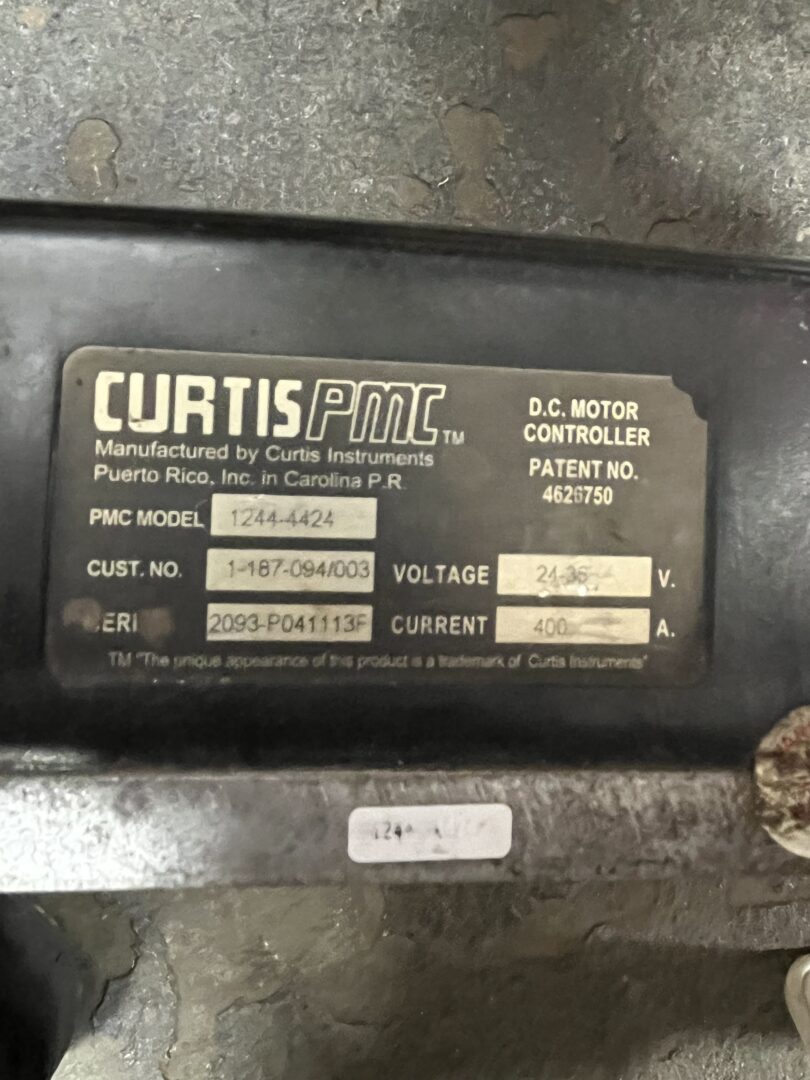 CURTIS PMC TM
Manufactured by Curtis Instruments
Puerto Rico, Inc. in Carolina P.R.
D.C. MOTOR
CONTROLLER
PATENT NO.
4626750
PMC MODEL 1244-4424
CUST. NO. 1-187-094/003
VOLTAGE 24-36 V.
2093-P041113F
CURRENT 400 A.
TM "The unique appearance of this product is a trademark of Curtis Instruments"